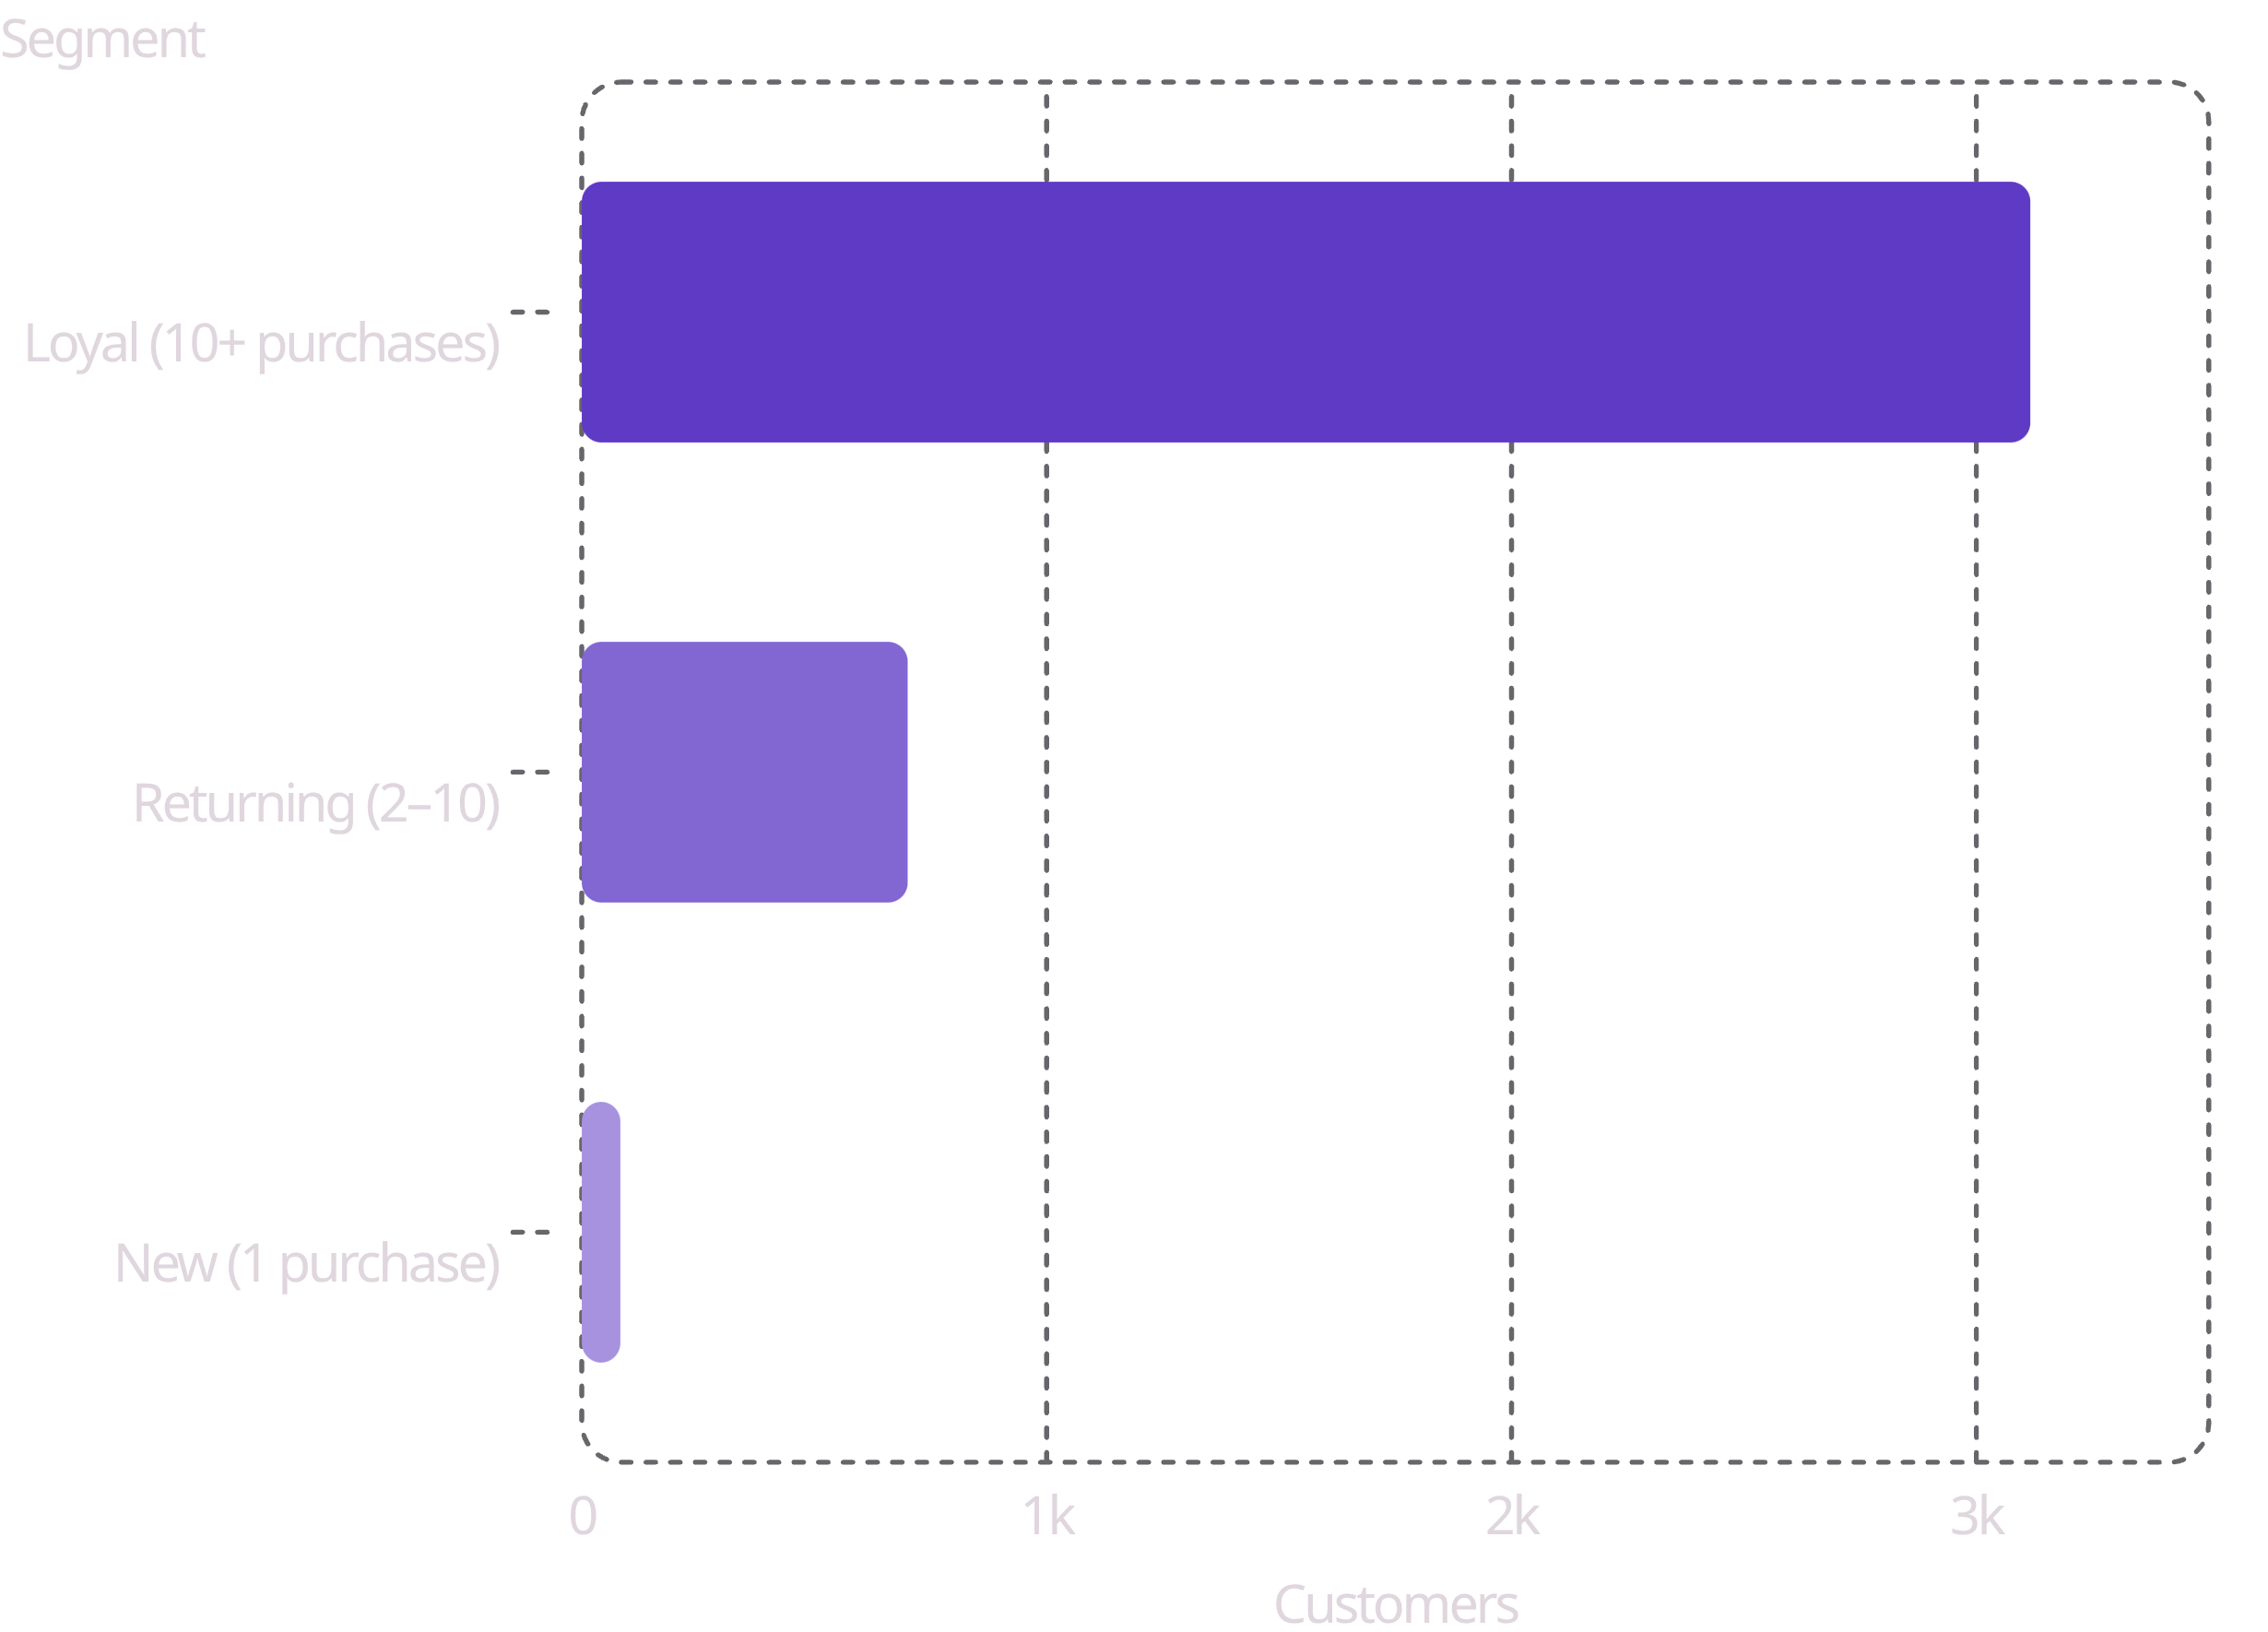 Segment
Loyal (10+ purchases)
Returning (2–10)
New (1 purchase)
0 1k 2k 3k
Customers